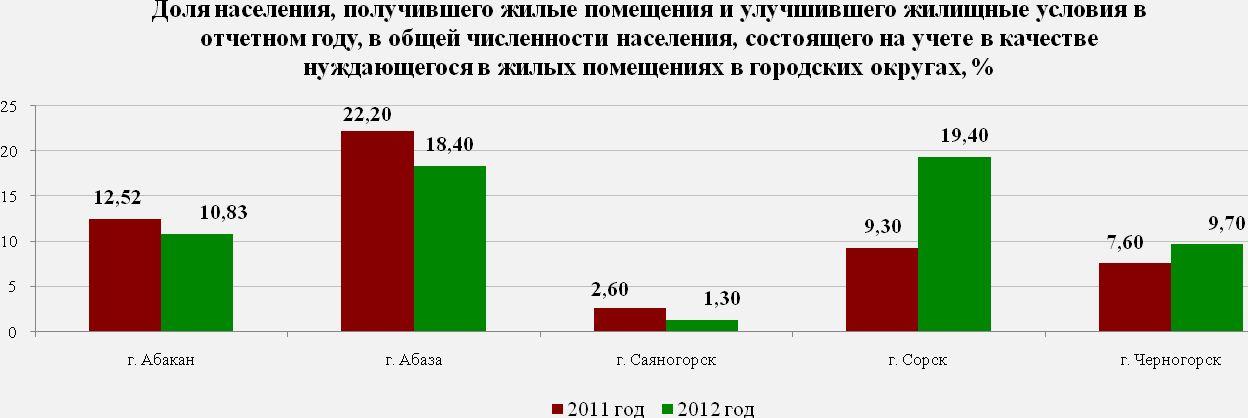 Доля населения, получившего жилые помещения и улучшившего жилищные условия в
отчетном году, в общей численности населения, состоящего на учете в качестве
нуждающегося в жилых помещениях в городских округах, %
25
20
15
10
5
0
12,52
10,83
22,20
18,40
2,60
1,30
9,30
19,40
7,60
9,70
г. Абакан
г. Абаза
г. Саяногорск
г. Сорск
г. Черногорск
2011 год
2012 год